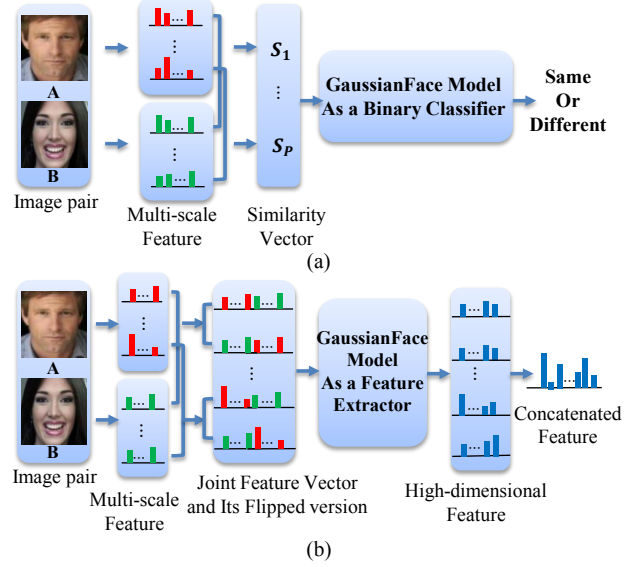 A
B
Image pair
...
⋮
...
...
⋮
...
Multi-scale
Feature
S1
⋮
SP
Similarity
Vector
GaussianFace Model
As a Binary Classifier
Same
Or
Different
(a)
A
B
Image pair
...
⋮
...
...
⋮
...
Multi-scale
Feature
... ...
... ...
⋮
... ...
... ...
Joint Feature Vector
and Its Flipped version
GaussianFace
Model
As a Feature
Extractor
...
...
⋮
...
...
High-dimensional
Feature
... ...
Concatenated
Feature
(b)